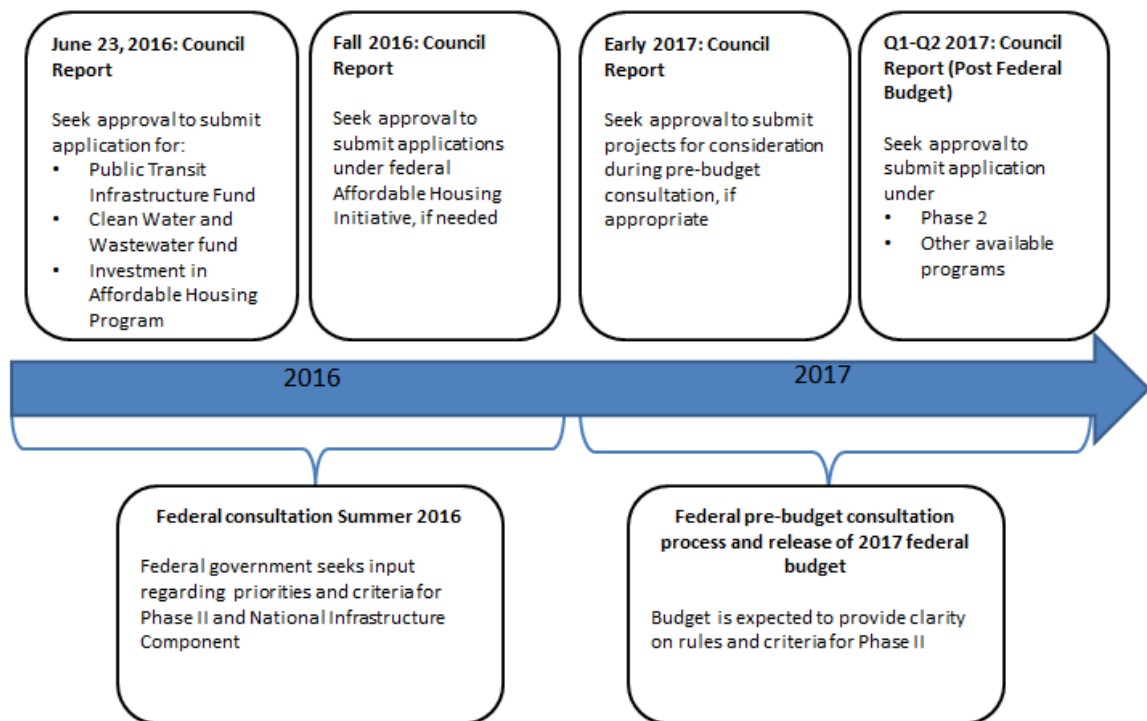 June 23, 2016: Council
Report
Seek approval to submit
application for:
• Public Transit
Infrastructure Fund
• Clean Water and
Wastewater fund
• Investment in
Affordable Housing
Program
Fall 2016: Council
Report
Seek approval to
submit applications
under federal
Affordable Housing
Initiative, if needed
Early 2017: Council
Report
Seek approval to submit
projects for consideration
during pre-budget
consultation, if
appropriate
Q1-Q2 2017: Council
Report (Post Federal
Budget)
Seek approval to
submit application
under
• Phase 2
• Other available
programs
2016
2017
Federal consultation Summer 2016
Federal government seeks input
regarding priorities and criteria for
Phase II and National Infrastructure
Component
Federal pre-budget consultation
process and release of 2017 federal
budget
Budget is expected to provide clarity
on rules and criteria for Phase II